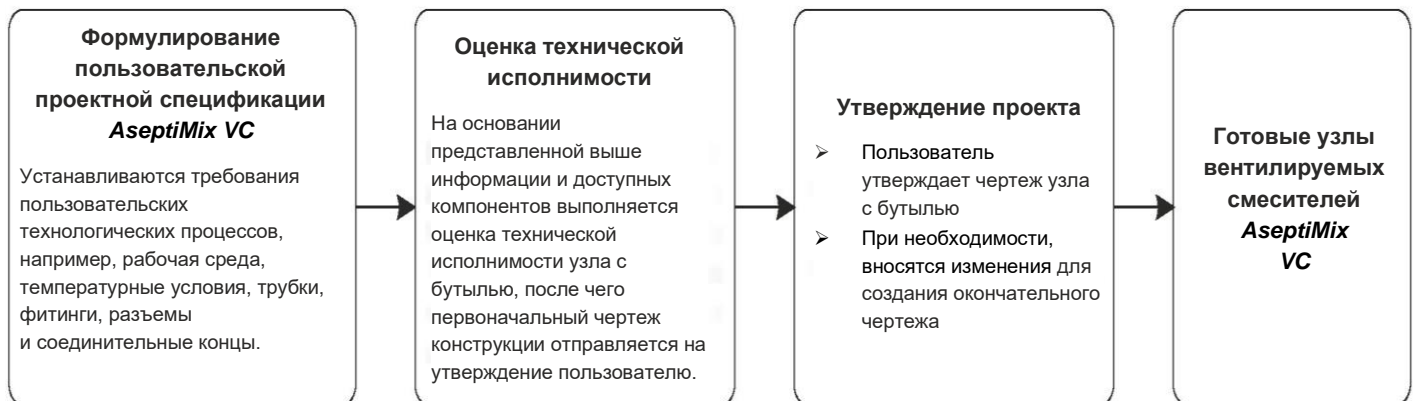 Формулирование
пользовательской
проектной спецификации
AseptiMix VC
Устанавливаются требования
пользовательских
технологических процессов,
например, рабочая среда,
температурные условия, трубки,
фитинги, разъемы
и соединительные концы.
Оценка технической
исполнимости
На основании
представленной выше
информации и доступных
компонентов выполняется
оценка технической
исполнимости узла с
бутылью, после чего
первоначальный чертеж
конструкции отправляется на
утверждение пользователю.
Утверждение проекта
➢ Пользователь
утверждает чертеж узла
с бутылью
➢ При необходимости,
вносятся изменения для
создания окончательного
чертежа
Готовые узлы
вентилируемых
смесителей
AseptiMix
VC